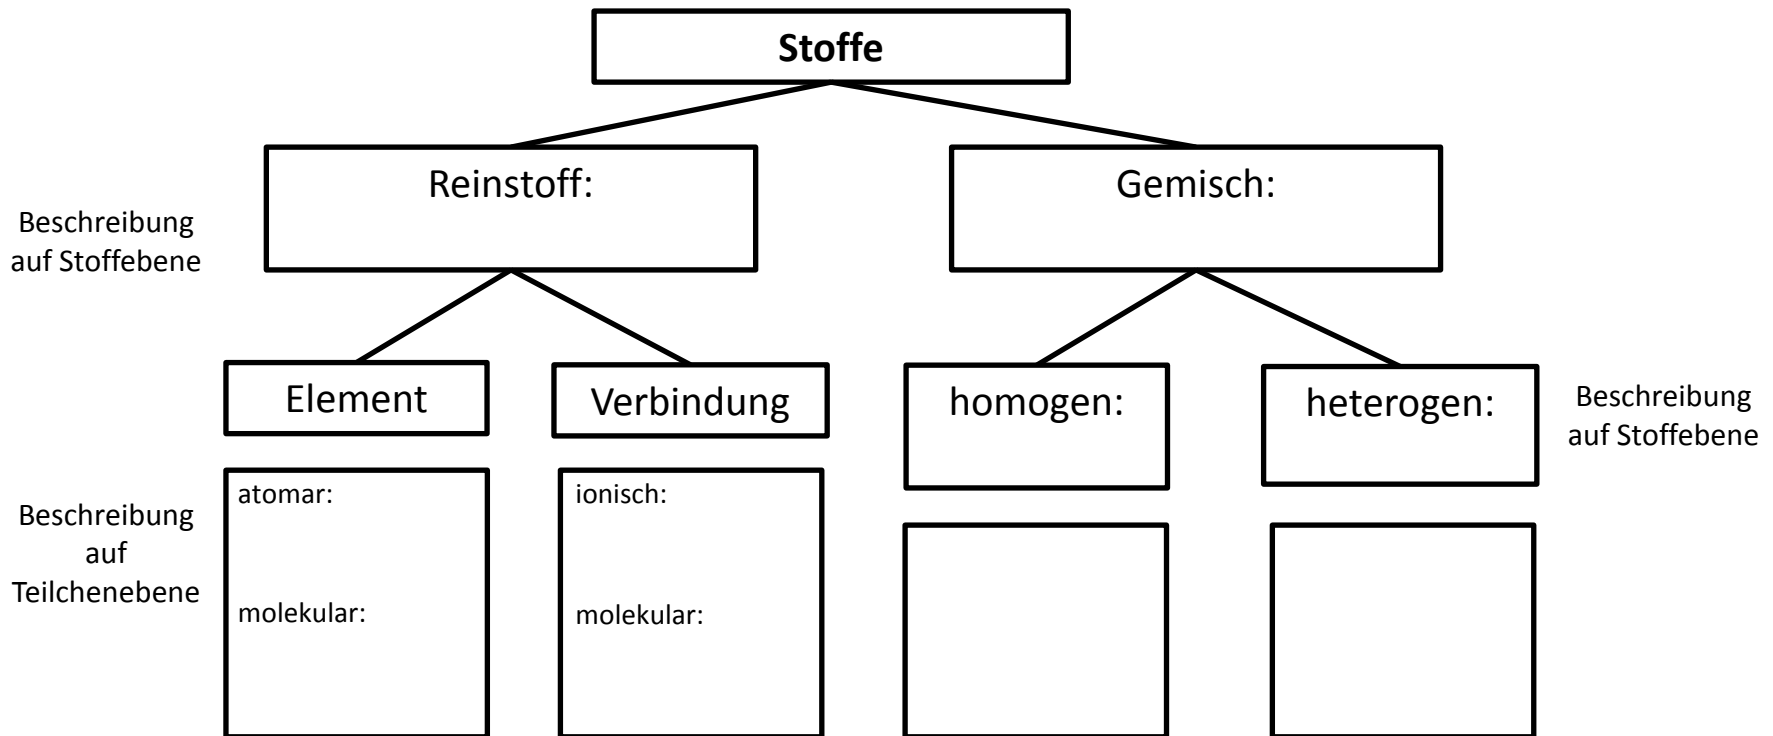 Stoffe
Reinstoff:
Gemisch:
Beschreibung
auf Stoffebene
Element
Verbindung
homogen:
heterogen:
Beschreibung
auf Stoffebene
atomar:
ionisch:
Beschreibung
auf
Teilchenebene
molekular:
molekular: